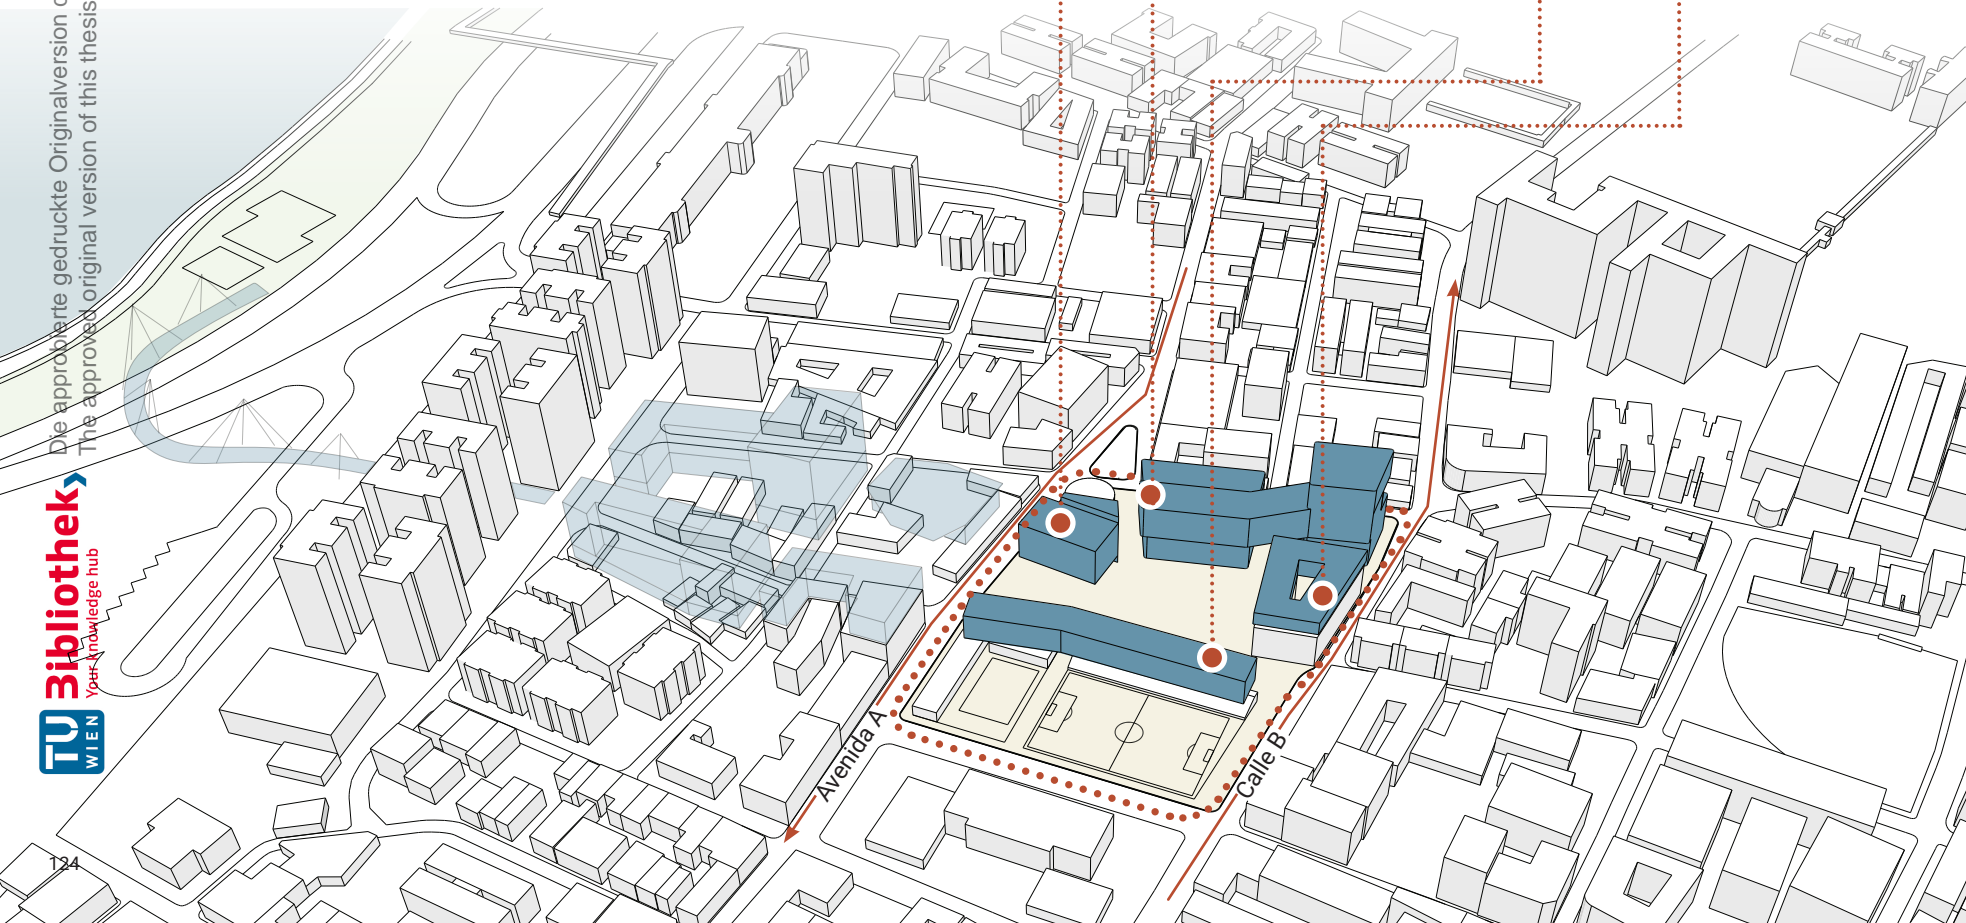 Die approbierte gedruckte Originalversion
The approved original version of this thesis
TU
WIEN
Bibliothek
Your knowledge hub
Avenida A
Calle B
124